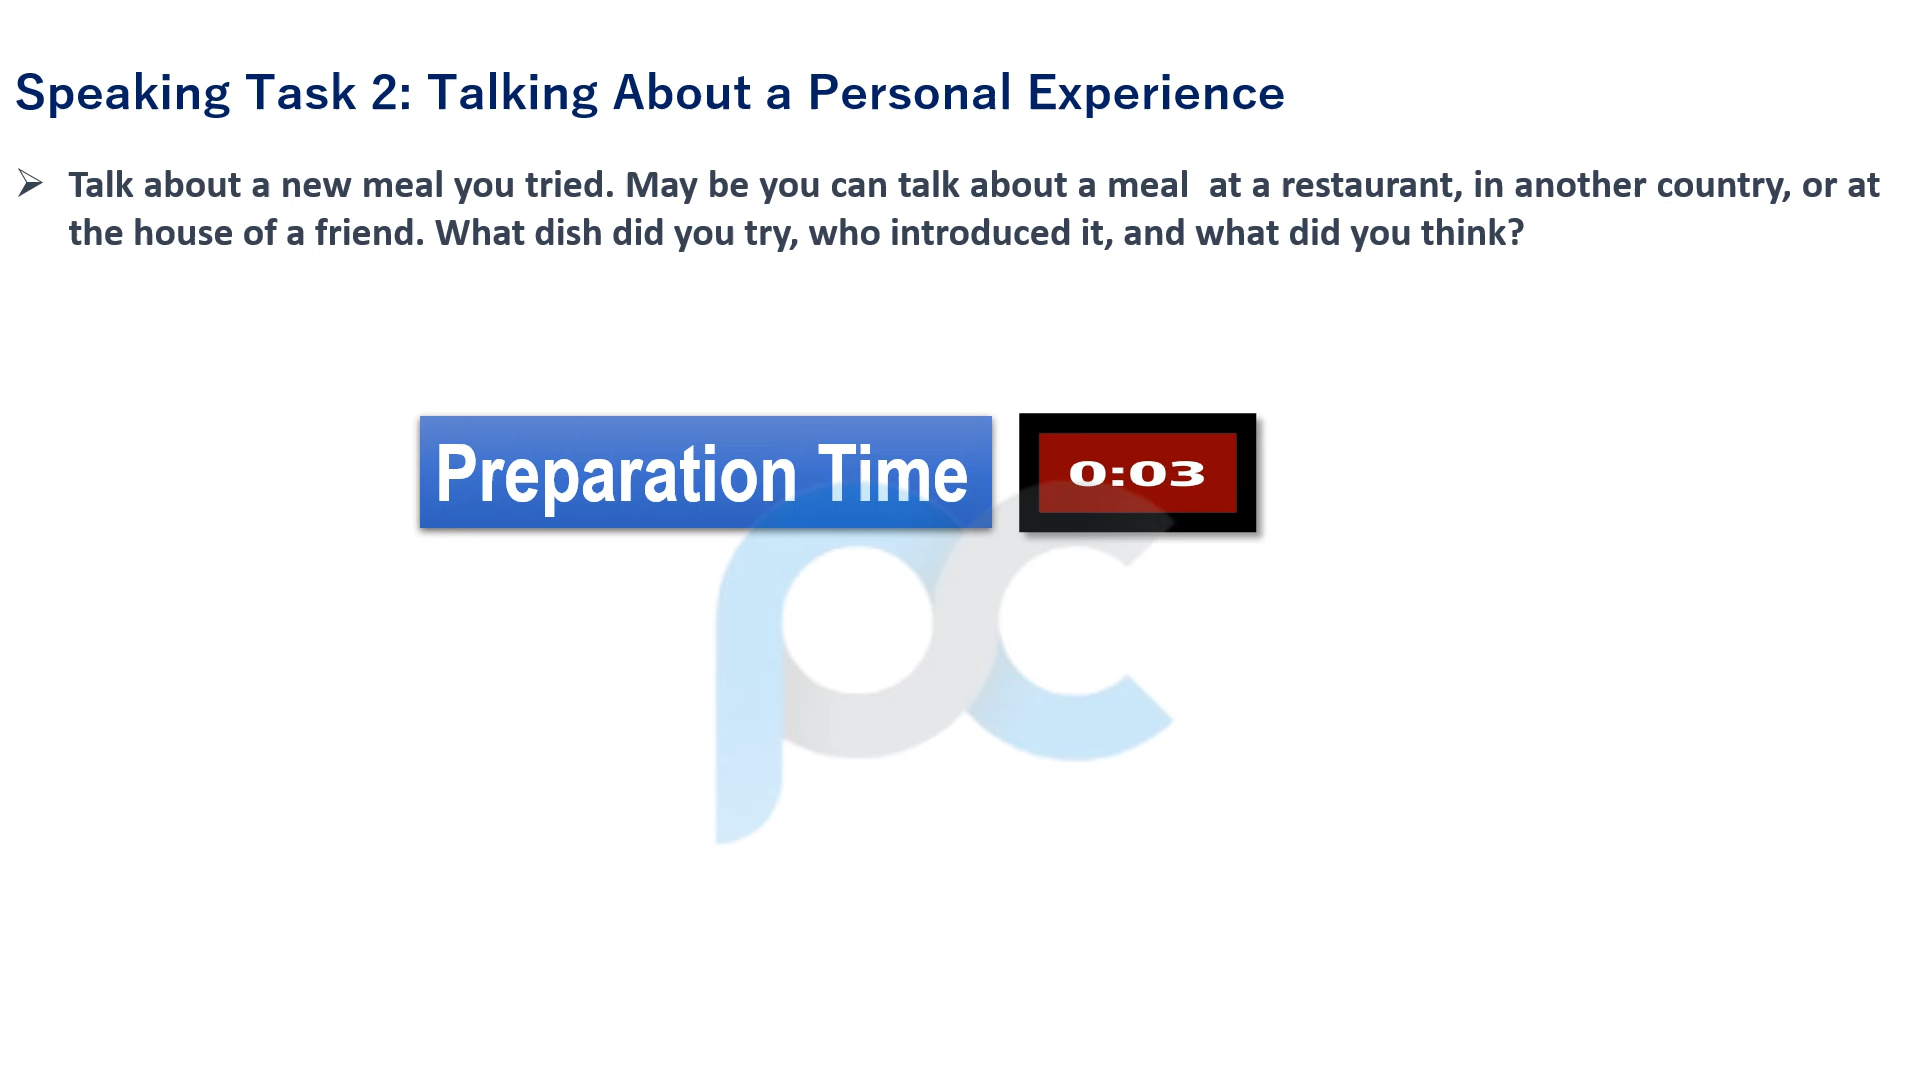 Speaking Task 2: Talking About a Personal Experience
➢ Talk about a new meal you tried. May be you can talk about a meal  at a restaurant, in another country, or at
the house of a friend. What dish did you try, who introduced it, and what did you think?
Preparation Time
0:03
pc